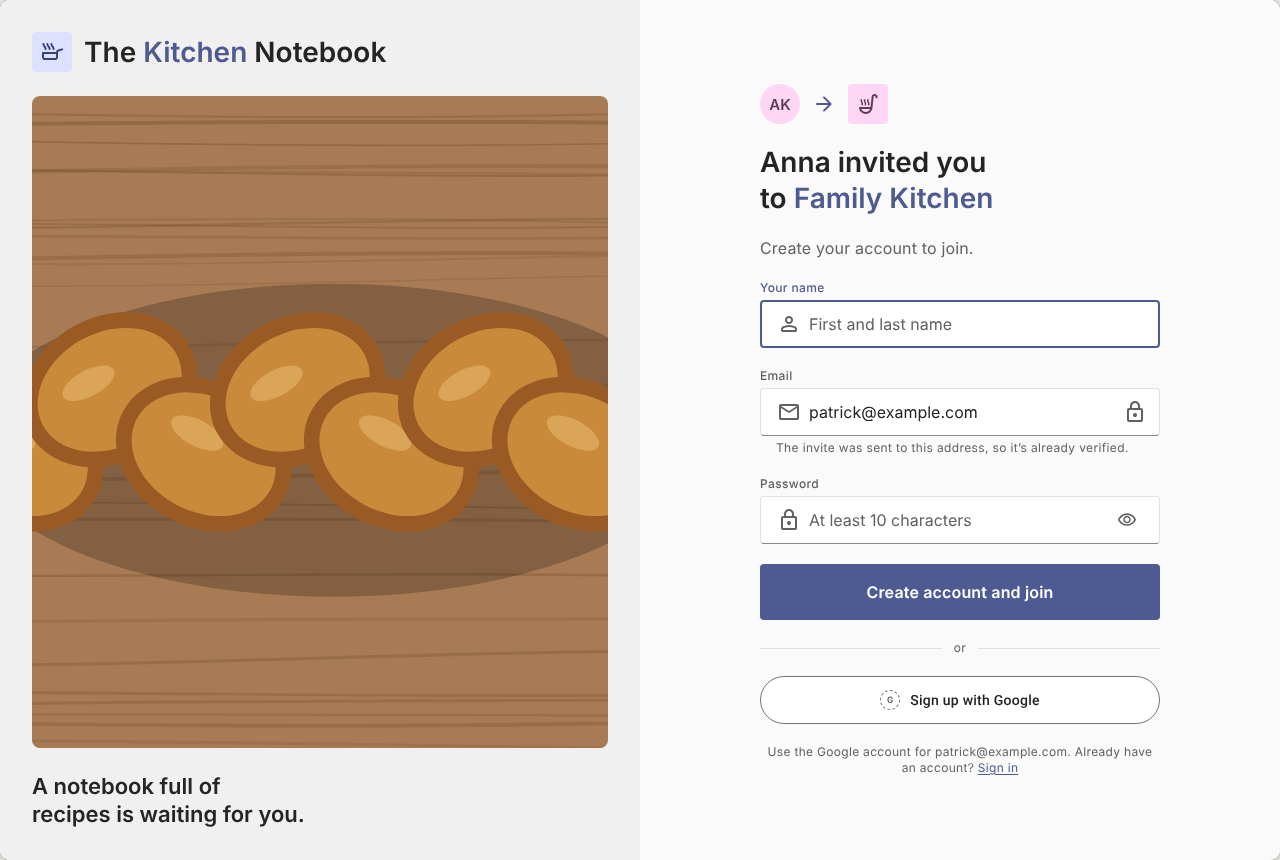 The Kitchen Notebook
A notebook full of
recipes is waiting for you.
AK
Anna invited you
to Family Kitchen
Create your account to join.
Your name
First and last name
Email
patrick@example.com
The invite was sent to this address, so it’s already verified.
Password
At least 10 characters
Create account and join
or
G Sign up with Google
Use the Google account for patrick@example.com. Already have
an account? Sign in